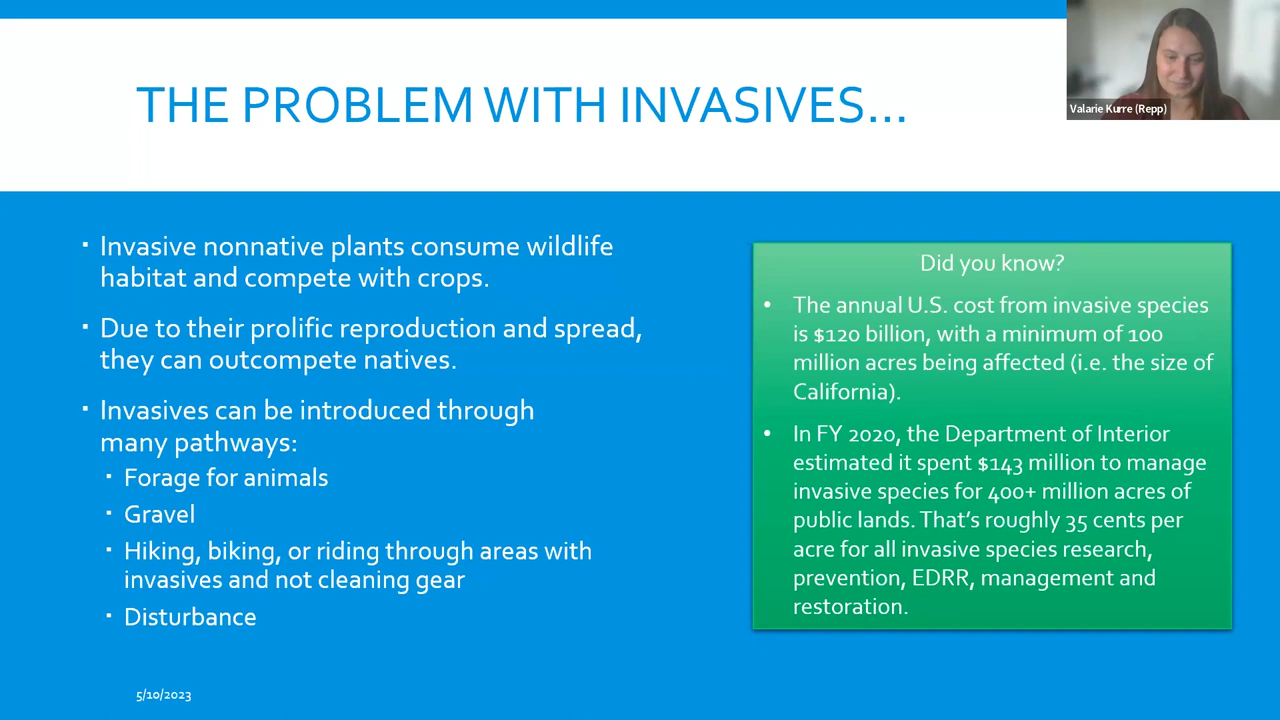 THE PROBLEM WITH INVASIVES...
Valarie Kurre (Repp)
▪ Invasive nonnative plants consume wildlife
habitat and compete with crops.
▪ Due to their prolific reproduction and spread,
they can outcompete natives.
▪ Invasives can be introduced through
many pathways:
▪ Forage for animals
▪ Gravel
▪ Hiking, biking, or riding through areas with
invasives and not cleaning gear
▪ Disturbance
Did you know?
• The annual U.S. cost from invasive species
is $120 billion, with a minimum of 100
million acres being affected (i.e. the size of
California).
• In FY 2020, the Department of Interior
estimated it spent $143 million to manage
invasive species for 400+ million acres of
public lands. That's roughly 35 cents per
acre for all invasive species research,
prevention, EDRR, management and
restoration.
5/10/2023